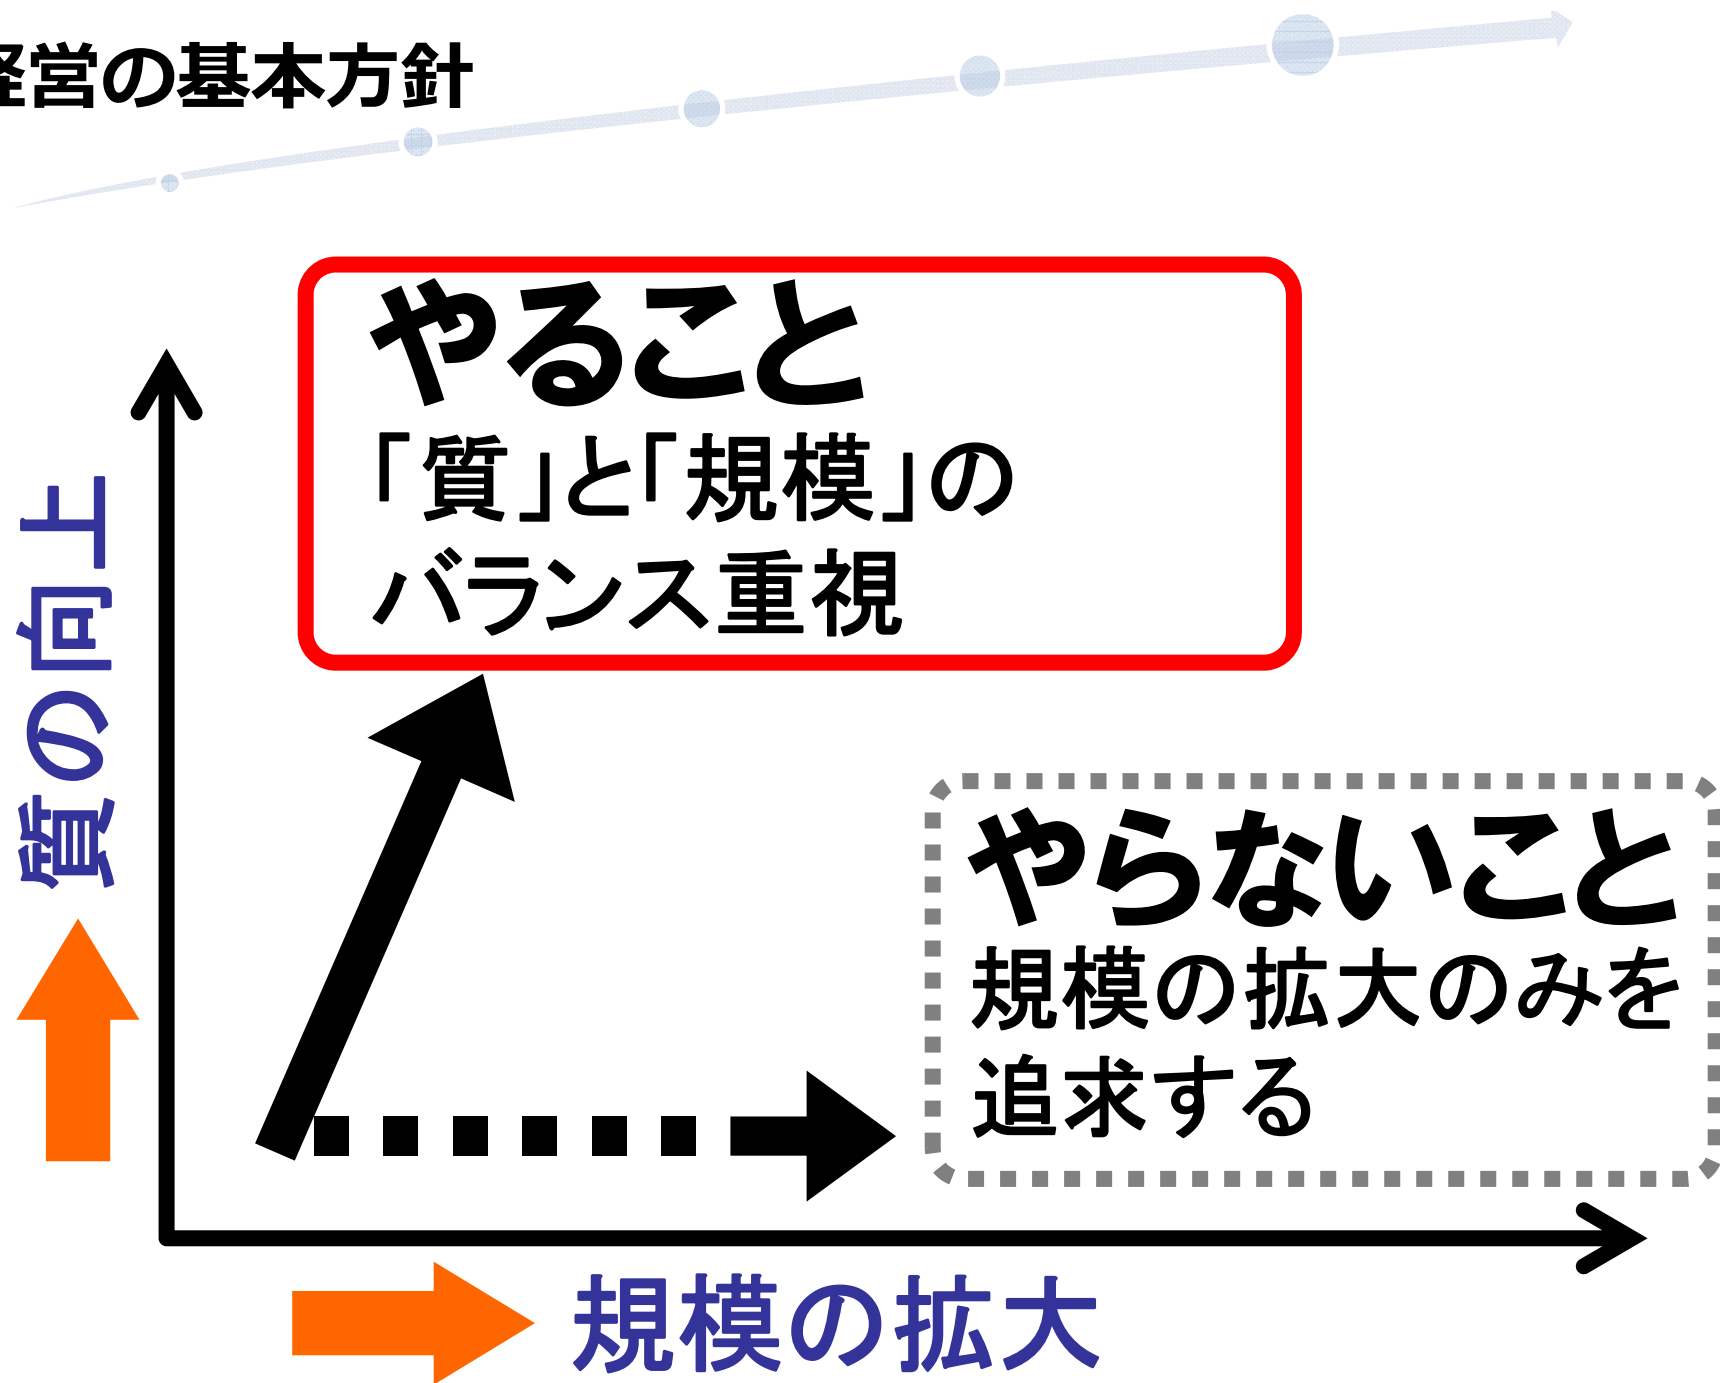 経営の基本方針
やること
「質」と「規模」の
バランス重視
質の向上
やらないこと
規模の拡大のみを
追求する
規模の拡大